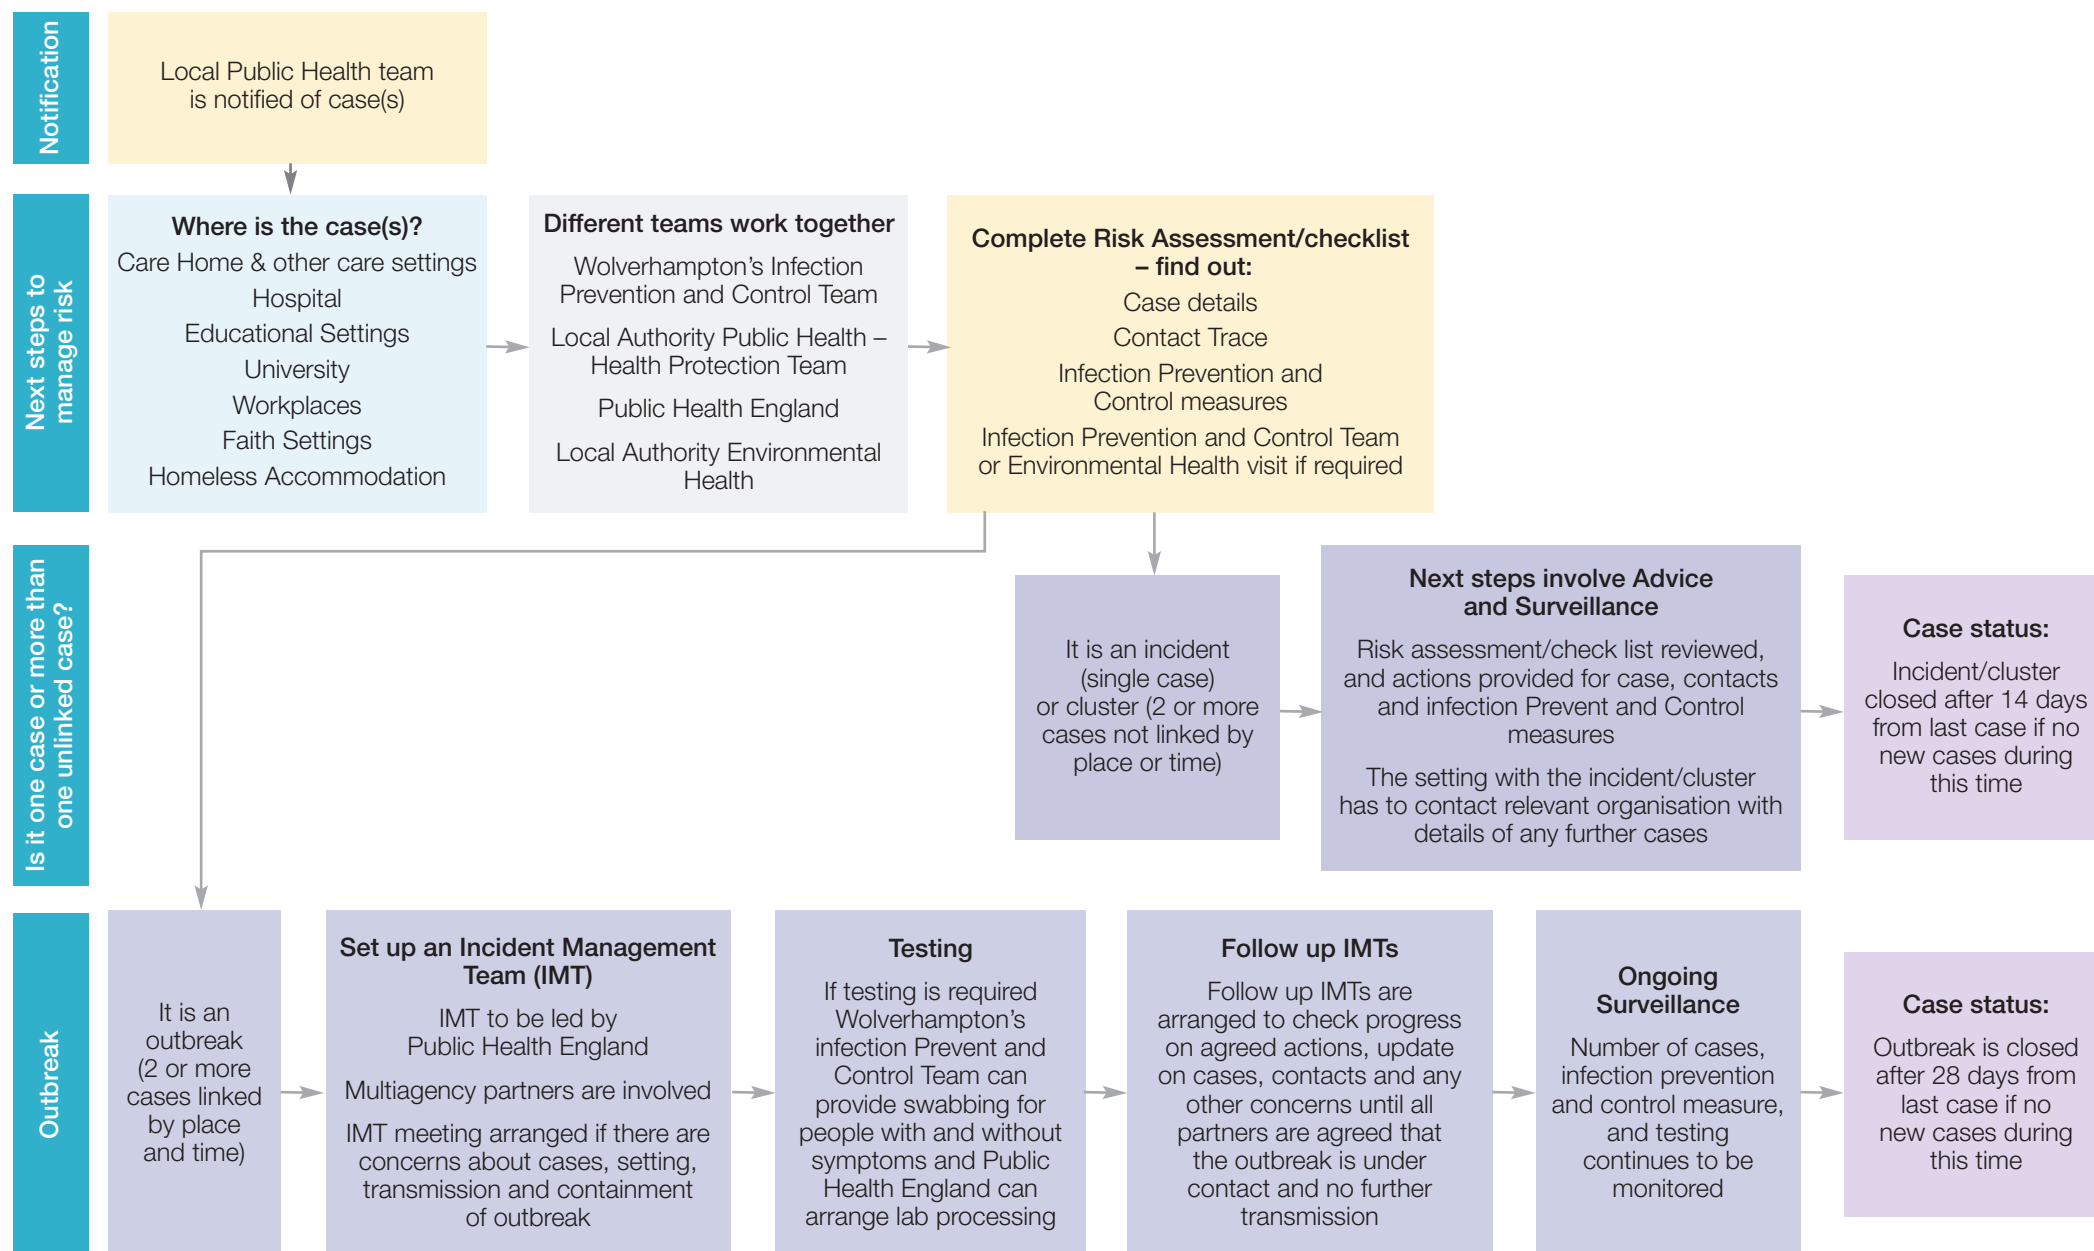 Notification
Local Public Health team
is notified of case(s)
Next steps to
manage risk
Where is the case(s)?
Care Home & other care settings
Hospital
Educational Settings
University
Workplaces
Faith Settings
Homeless Accommodation
Different teams work together
Wolverhampton’s Infection
Prevention and Control Team
Local Authority Public Health –
Health Protection Team
Public Health England
Local Authority Environmental
Health
Complete Risk Assessment/checklist
– find out:
Case details
Contact Trace
Infection Prevention and
Control measures
Infection Prevention and Control Team
or Environmental Health visit if required
Is it one case or more than
one unlinked case?
It is an incident
(single case)
or cluster (2 or more
cases not linked by
place or time)
Next steps involve Advice
and Surveillance
Risk assessment/check list reviewed,
and actions provided for case, contacts
and infection Prevent and Control
measures
The setting with the incident/cluster
has to contact relevant organisation with
details of any further cases
Case status:
Incident/cluster
closed after 14 days
from last case if no
new cases during
this time
Outbreak
It is an
outbreak
(2 or more
cases linked
by place
and time)
Set up an Incident Management
Team (IMT)
IMT to be led by
Public Health England
Multiagency partners are involved
IMT meeting arranged if there are
concerns about cases, setting,
transmission and containment
of outbreak
Testing
If testing is required
Wolverhampton’s
infection Prevent and
Control Team can
provide swabbing for
people with and without
symptoms and Public
Health England can
arrange lab processing
Follow up IMTs
Follow up IMTs are
arranged to check progress
on agreed actions, update
on cases, contacts and any
other concerns until all
partners are agreed that
the outbreak is under
contact and no further
transmission
Ongoing
Surveillance
Number of cases,
infection prevention
and control measure,
and testing
continues to be
monitored
Case status:
Outbreak is closed
after 28 days from
last case if no
new cases during
this time